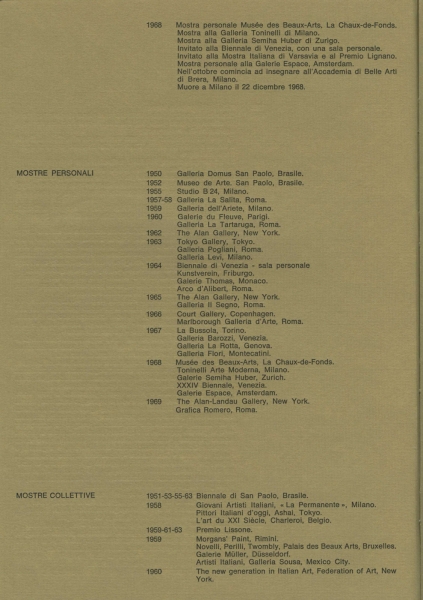 1968 Mostra personale Musée des Beaux-Arts, La Chaux-de-Fonds.
Mostra alla Galleria Toninelli di Milano.
Mostra alla Galleria Semiha Huber di Zurigo.
Invitato alla Biennale di Venezia, con una sala personale.
Invitato alla Mostra Italiana di Varsavia e al Premio Lignano.
Mostra personale alla Galerie Espace, Amsterdam.
Nell'ottobre comincia ad insegnare all'Accademia di Belle Arti
di Brera, Milano.
Muore a Milano il 22 dicembre 1968.
MOSTRE PERSONALI
1950 Galleria Domus San Paolo, Brasile.
1952 Museo de Arte, San Paolo, Brasile.
1955 Studio B 24, Milano.
1957-58 Galleria La Salita, Roma.
1959 Galleria dell'Ariete, Milano.
1960 Galerie du Fleuve, Parigi.
Galleria La Tartaruga, Roma.
1962 The Alan Gallery, New York.
1963 Tokyo Gallery, Tokyo.
Galleria Pogliani, Roma.
Galleria Levi, Milano.
1964 Biennale di Venezia - sala personale
Kunstverein, Friburgo.
Galerie Thomas, Monaco.
Arco d'Alibert, Roma.
1965 The Alan Gallery, New York.
Galleria Il Segno, Roma.
1966 Court Gallery, Copenhagen.
Marlborough Galleria d'Arte, Roma.
1967 La Bussola, Torino.
Galleria Barozzi, Venezia.
Galleria La Rotta, Genova.
Galleria Flori, Montecatini.
1968 Musée des Beaux-Arts, La Chaux-de-Fonds.
Toninelli Arte Moderna, Milano.
Galerie Semiha Huber, Zurich.
XXXIV Biennale, Venezia.
Galerie Espace, Amsterdam.
1969 The Alan-Landau Gallery, New York.
Grafica Romero, Roma.
MOSTRE COLLETTIVE
1951-53-55-63 Biennale di San Paolo, Brasile.
1958 Giovani Artisti Italiani, « La Permanente », Milano.
Pittori Italiani d'oggi, Ashai, Tokyo.
L'art du XXI Siècle, Charleroi, Belgio.
1959-61-63 Premio Lissone.
1959 Morgans' Paint, Rimini.
Novelli, Perilli, Twombly, Palais des Beaux Arts, Bruxelles.
Galerie Müller, Düsseldorf.
Artisti Italiani, Galleria Sousa, Mexico City.
1960 The new generation in Italian Art, Federation of Art, New
York.